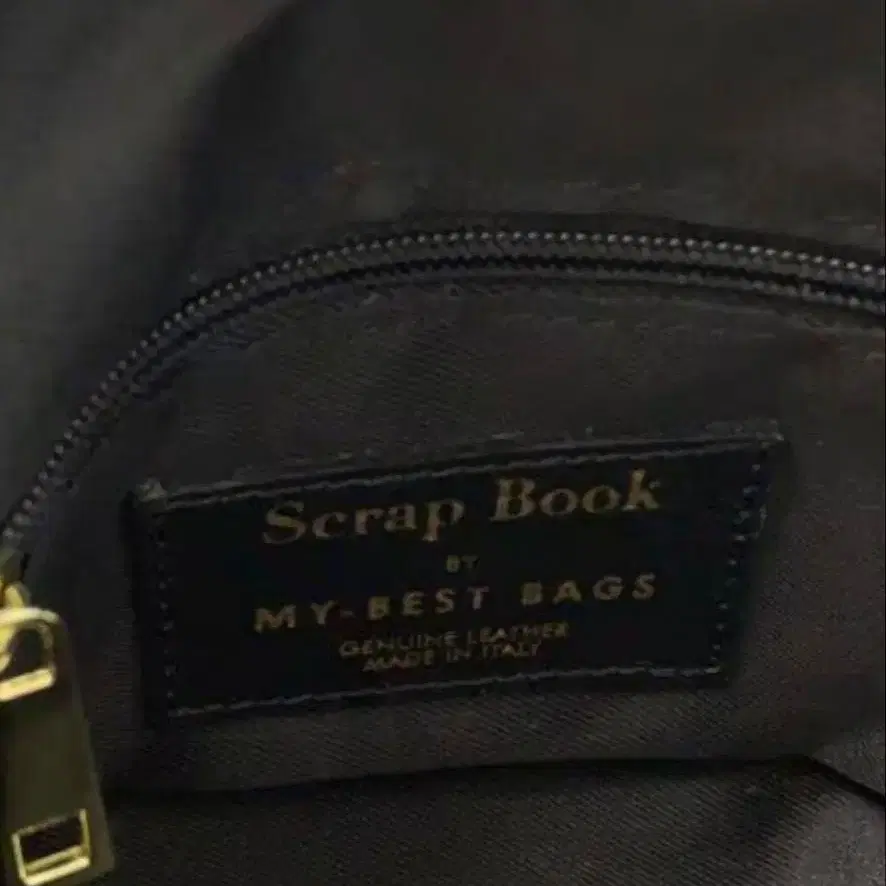 Scrap Book
BY
MY-BEST BAGS
GENUINE LEATHER
MADE IN ITALY